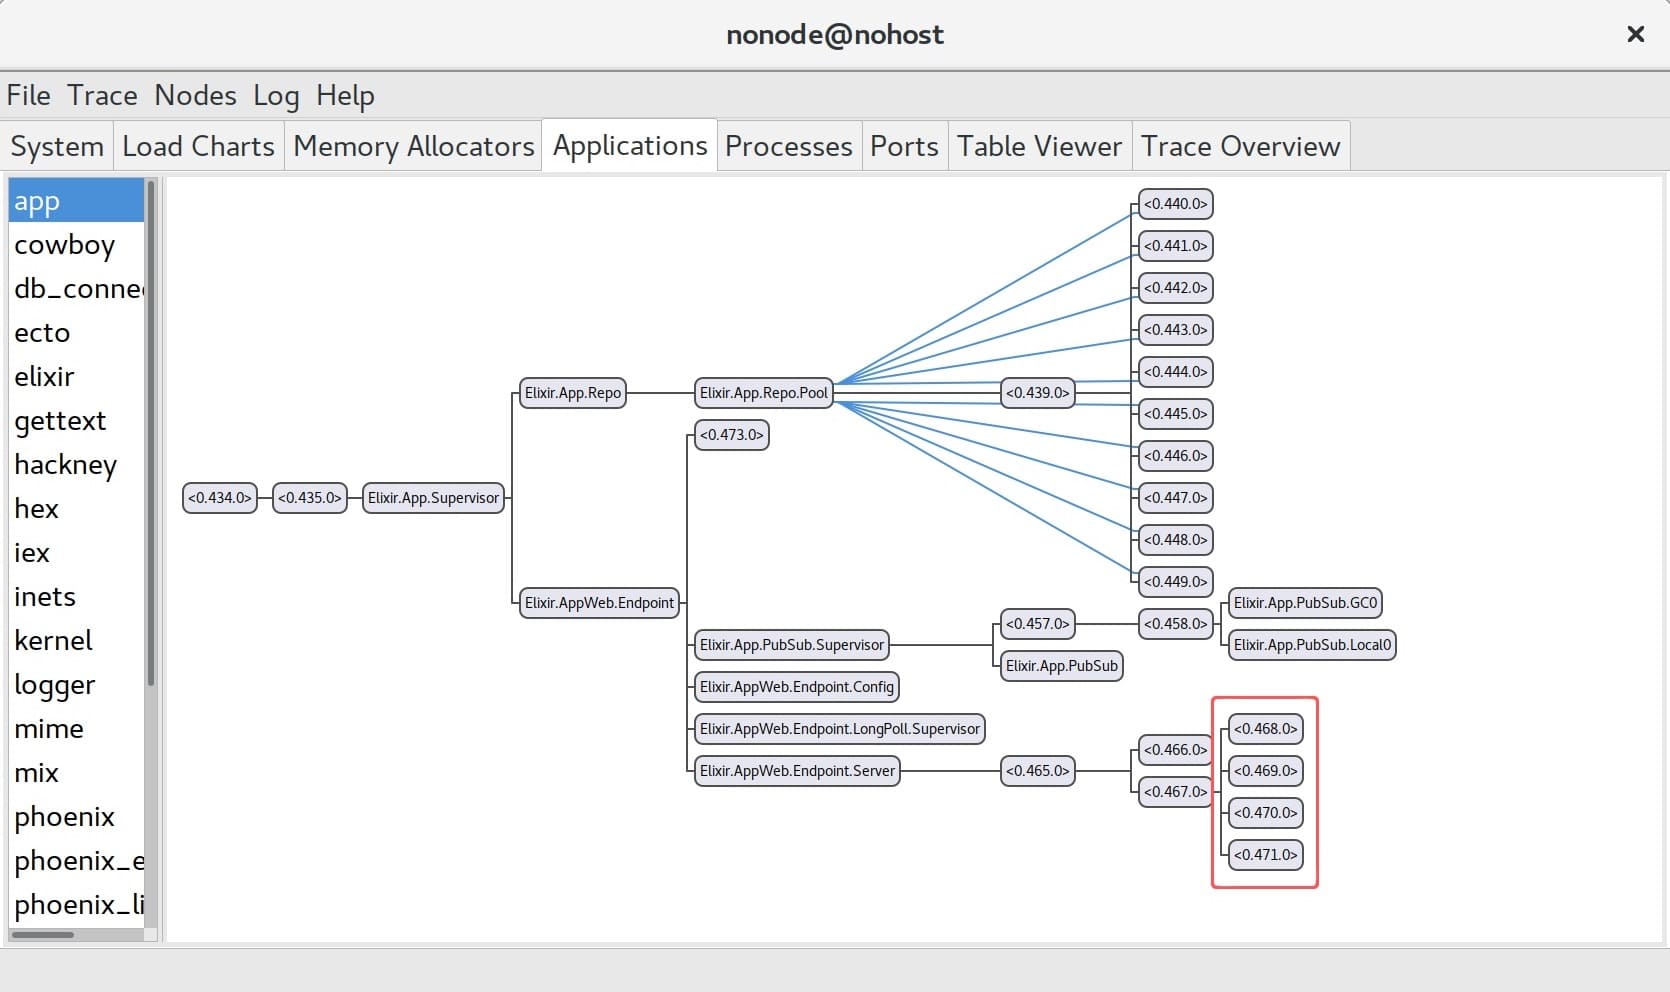 nonode@nohost
File Trace Nodes Log Help
System Load Charts Memory Allocators Applications Processes Ports Table Viewer Trace Overview
app
cowboy
db_conne
ecto
elixir
gettext
hackney
hex
iex
inets
kernel
logger
mime
mix
phoenix
phoenix_e
phoenix_li
<0.434.0>
<0.435.0>
Elixir.App.Supervisor
Elixir.App.Repo
Elixir.App.Repo.Pool
<0.439.0>
<0.440.0>
<0.441.0>
<0.442.0>
<0.443.0>
<0.444.0>
<0.445.0>
<0.446.0>
<0.447.0>
<0.448.0>
<0.449.0>
Elixir.AppWeb.Endpoint
<0.473.0>
Elixir.App.PubSub.Supervisor
<0.457.0>
<0.458.0>
Elixir.App.PubSub.GC0
Elixir.App.PubSub.Local0
Elixir.App.PubSub
Elixir.AppWeb.Endpoint.Config
Elixir.AppWeb.Endpoint.LongPoll.Supervisor
Elixir.AppWeb.Endpoint.Server
<0.465.0>
<0.466.0>
<0.467.0>
<0.468.0>
<0.469.0>
<0.470.0>
<0.471.0>